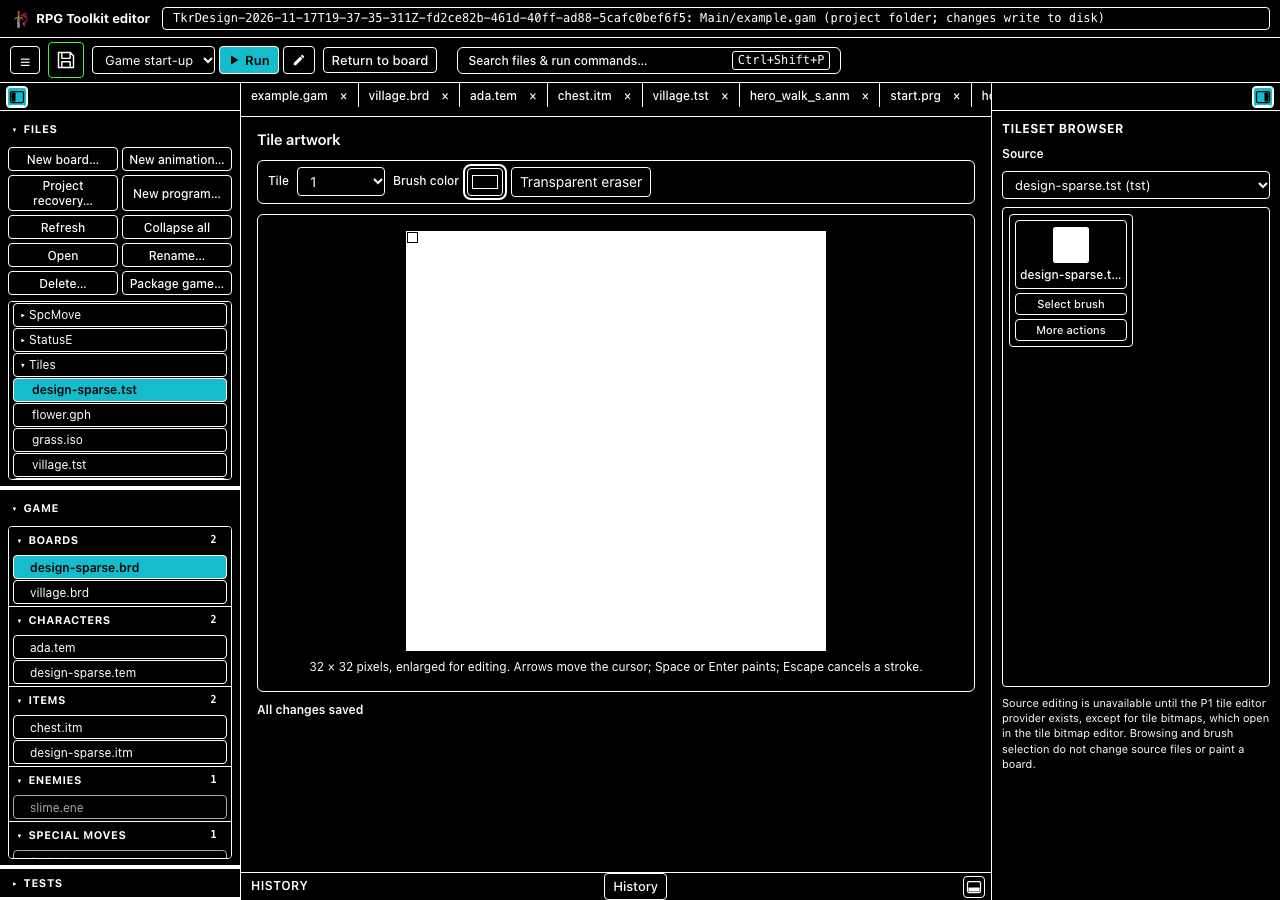 RPG Toolkit editor
TkrDesign-2026-11-17T19-37-35-311Z-fd2ce82b-461d-40ff-ad88-5cafc0bef6f5: Main/example.gam (project folder; changes write to disk)
Game start-up
Run
Return to board
Search files & run commands... Ctrl+Shift+P
example.gam ×
village.brd ×
ada.tem ×
chest.itm ×
village.tst ×
hero_walk_s.anm ×
start.prg ×
FILES
New board...
New animation...
Project recovery...
New program...
Refresh
Collapse all
Open
Rename...
Delete...
Package game...
SpcMove
StatusE
Tiles
design-sparse.tst
flower.gph
grass.iso
village.tst
GAME
BOARDS 2
design-sparse.brd
village.brd
CHARACTERS 2
ada.tem
design-sparse.tem
ITEMS 2
chest.itm
design-sparse.itm
ENEMIES 1
slime.ene
SPECIAL MOVES 1
TESTS
Tile artwork
Tile 1 Brush color Transparent eraser
32 × 32 pixels, enlarged for editing. Arrows move the cursor; Space or Enter paints; Escape cancels a stroke.
All changes saved
HISTORY
History
TILESET BROWSER
Source
design-sparse.tst (tst)
design-sparse.t...
Select brush
More actions
Source editing is unavailable until the P1 tile editor
provider exists, except for tile bitmaps, which open
in the tile bitmap editor. Browsing and brush
selection do not change source files or paint a
board.